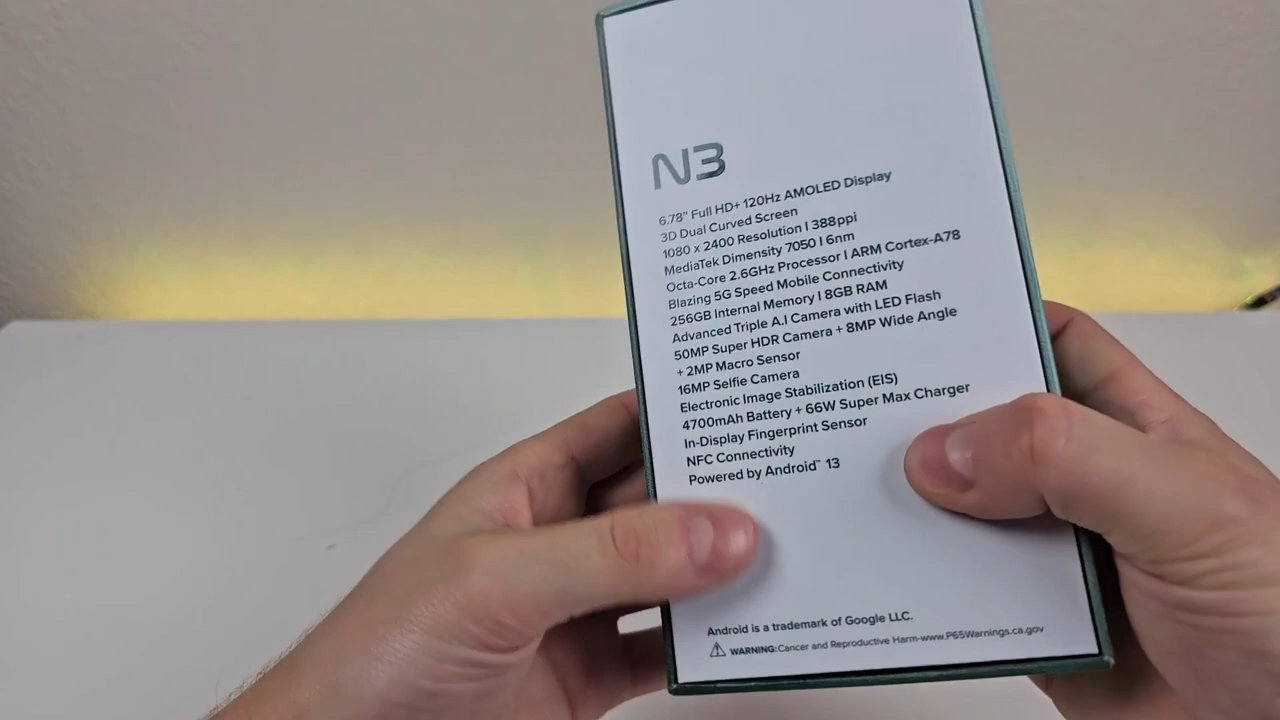 N3
6.78" Full HD+ 120Hz AMOLED Display
3D Dual Curved Screen
1080 x 2400 Resolution I 388ppi
MediaTek Dimensity 7050 I 6nm
Octa-Core 2.6GHz Processor I ARM Cortex-A78
Blazing 5G Speed Mobile Connectivity
256GB Internal Memory I 8GB RAM
Advanced Triple A.I Camera with LED Flash
50MP Super HDR Camera + 8MP Wide Angle
+ 2MP Macro Sensor
16MP Selfie Camera
Electronic Image Stabilization (EIS)
4700mAh Battery + 66W Super Max Charger
In-Display Fingerprint Sensor
NFC Connectivity
Powered by Android™ 13
Android is a trademark of Google LLC.
WARNING: Cancer and Reproductive Harm-www.P65Warnings.ca.gov